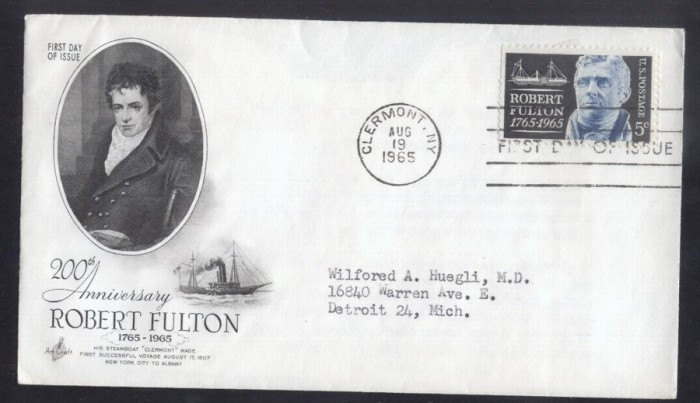 FIRST DAY
OF ISSUE
200th
Anniversary
ROBERT FULTON
1765-1965
HIS STEAMBOAT "CLERMONT" MADE
FIRST SUCCESSFUL VOYAGE AUGUST 17, 1807
NEW YORK CITY TO ALBANY
Art Craft
CLERMONT, NY
AUG
19
1965
ROBERT
FULTON
1765-1965
U.S. POSTAGE
5c
FIRST DAY OF ISSUE
Wilfored A. Huegli, M.D.
16840 Warren Ave. E.
Detroit 24, Mich.